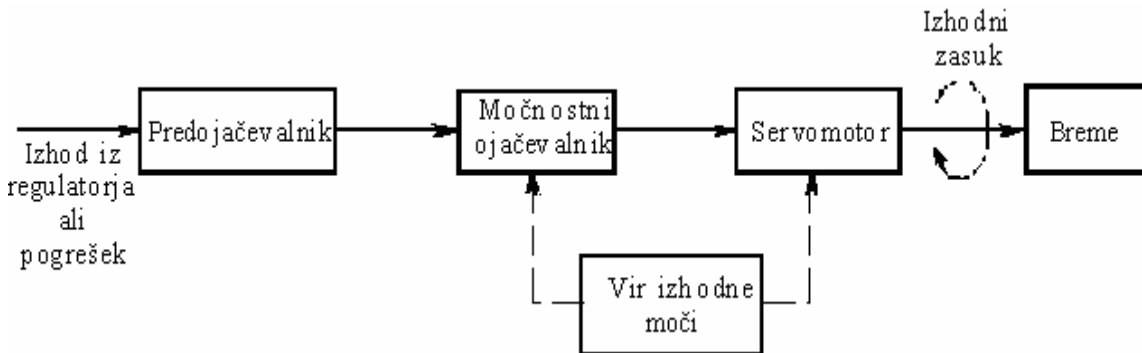 Izhodni
zasuk
Predojačevalnik
Močnostni
ojačevalnik
Servomotor
Breme
Izhod iz
regulatorja
ali
pogrešek
Vir izhodne
moči